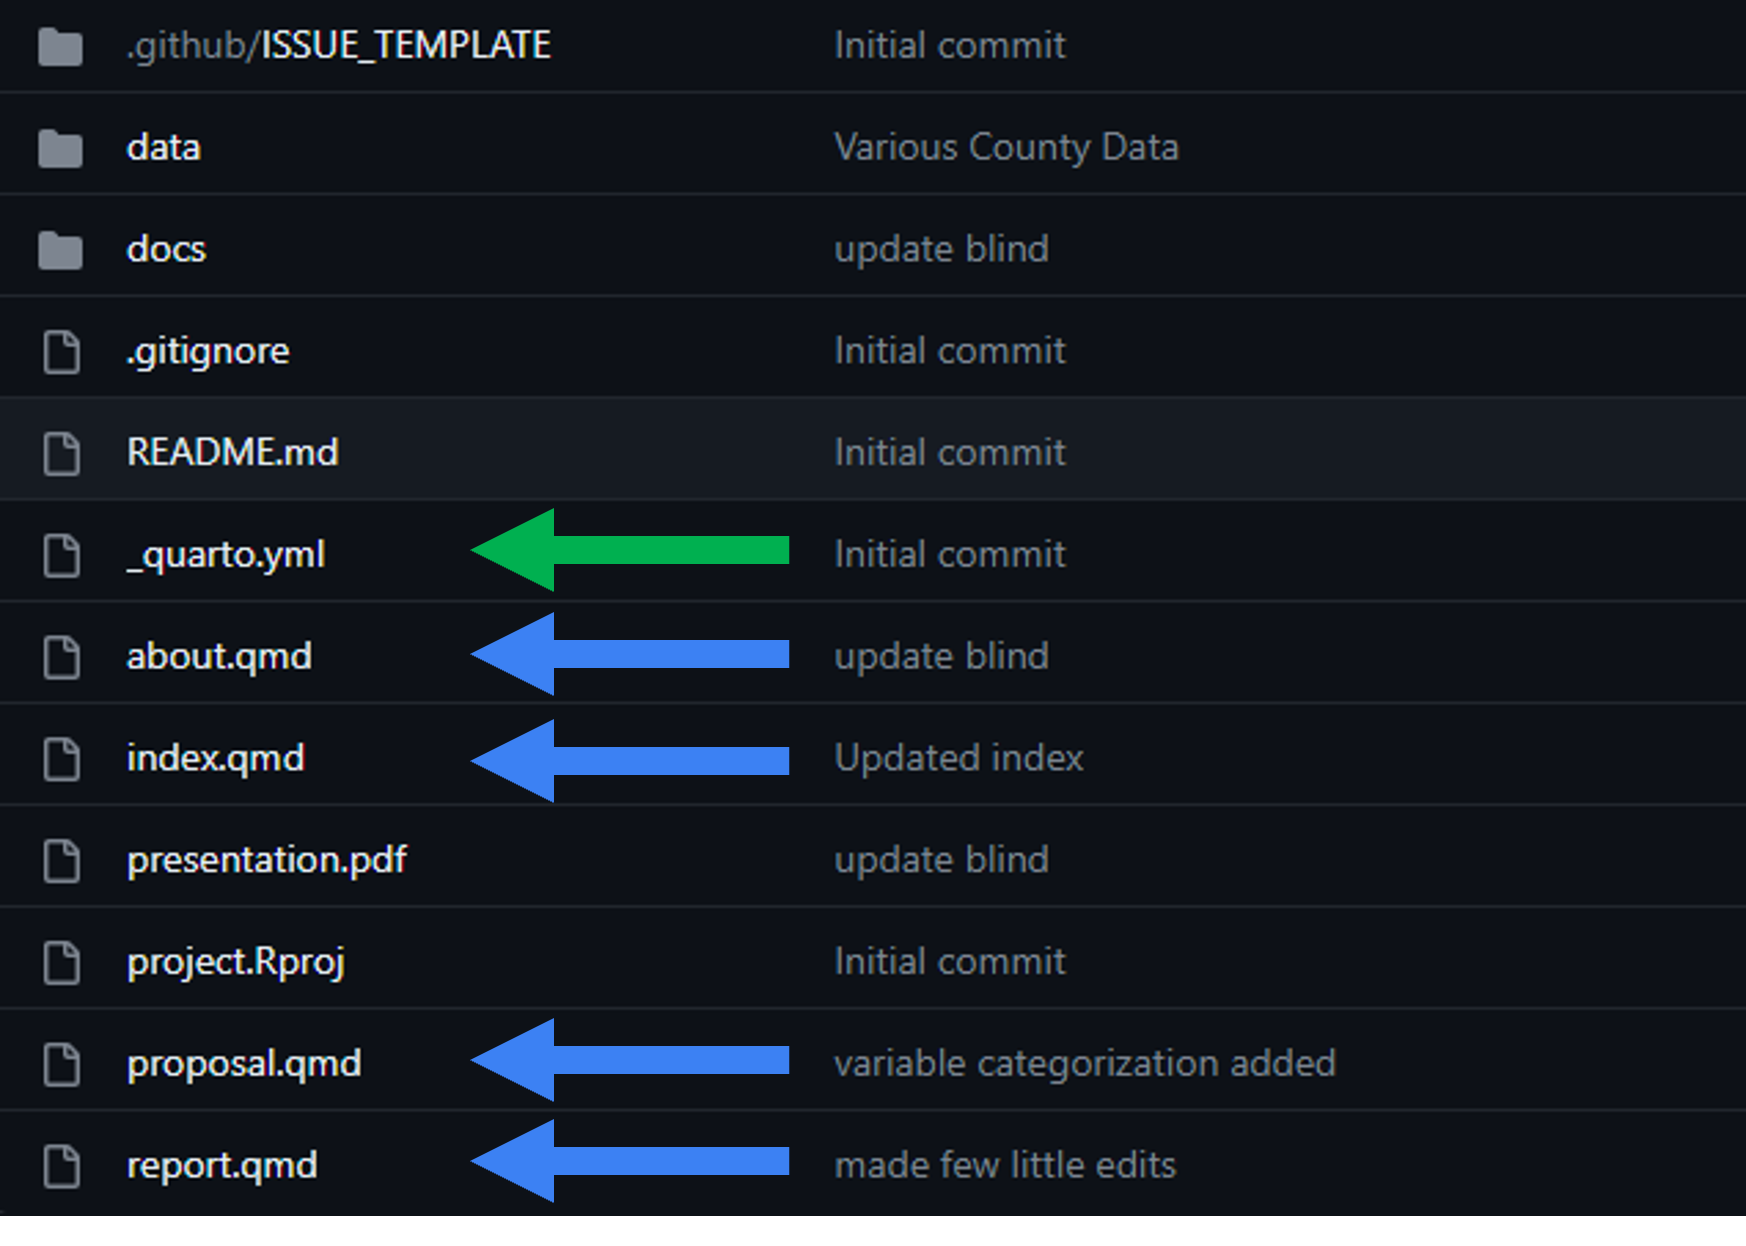 .github/ISSUE_TEMPLATE Initial commit
data Various County Data
docs update blind
.gitignore Initial commit
README.md Initial commit
_quarto.yml Initial commit
about.qmd update blind
index.qmd Updated index
presentation.pdf update blind
project.Rproj Initial commit
proposal.qmd variable categorization added
report.qmd made few little edits